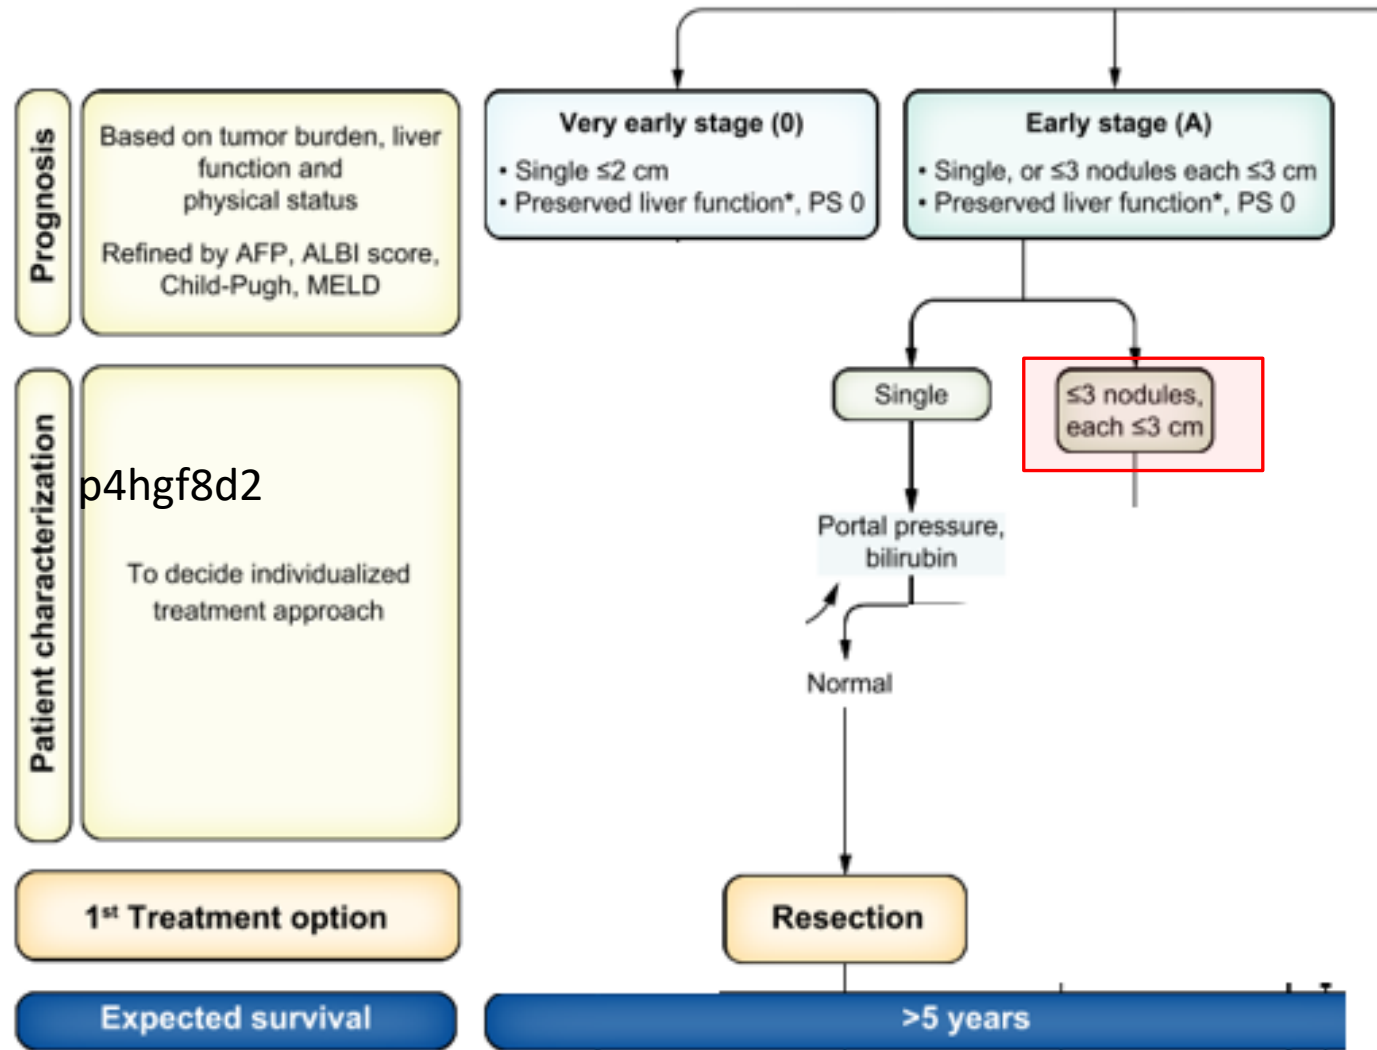 Prognosis
Based on tumor burden, liver
function and
physical status
Refined by AFP, ALBI score,
Child-Pugh, MELD
Very early stage (0)
• Single ≤2 cm
• Preserved liver function*, PS 0
Early stage (A)
• Single, or ≤3 nodules each ≤3 cm
• Preserved liver function*, PS 0
Patient characterization
p4hgf8d2
To decide individualized
treatment approach
Single
≤3 nodules,
each ≤3 cm
Portal pressure,
bilirubin
Normal
1st Treatment option
Resection
Expected survival
>5 years